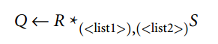 Q ← R *(<list1>),(<list2>)S